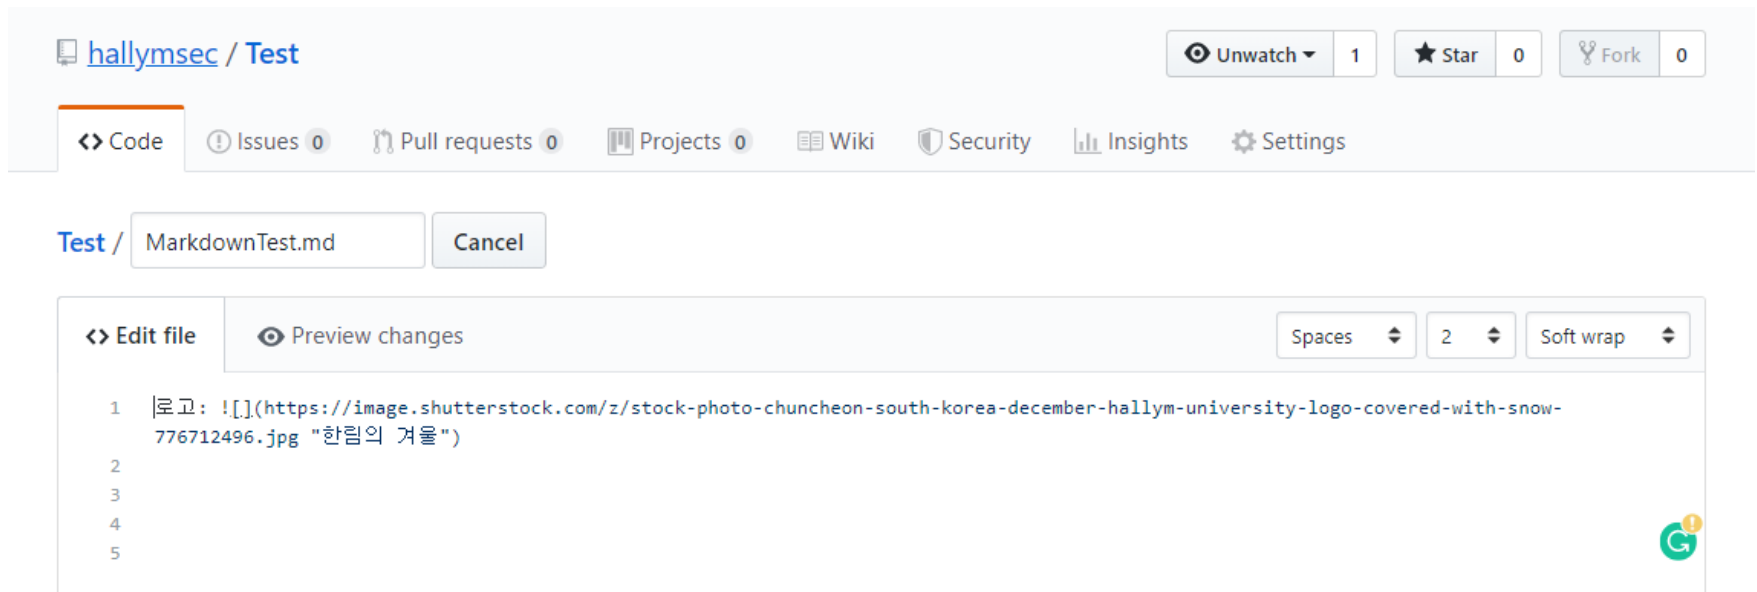 hallymsec / Test
Unwatch 1 Star 0 Fork 0
Code Issues 0 Pull requests 0 Projects 0 Wiki Security Insights Settings
Test / MarkdownTest.md Cancel
<> Edit file Preview changes Spaces 2 Soft wrap
1 로고: ![](https://image.shutterstock.com/z/stock-photo-chuncheon-south-korea-december-hallym-university-logo-covered-with-snow-
776712496.jpg "한림의 겨울")
2
3
4
5